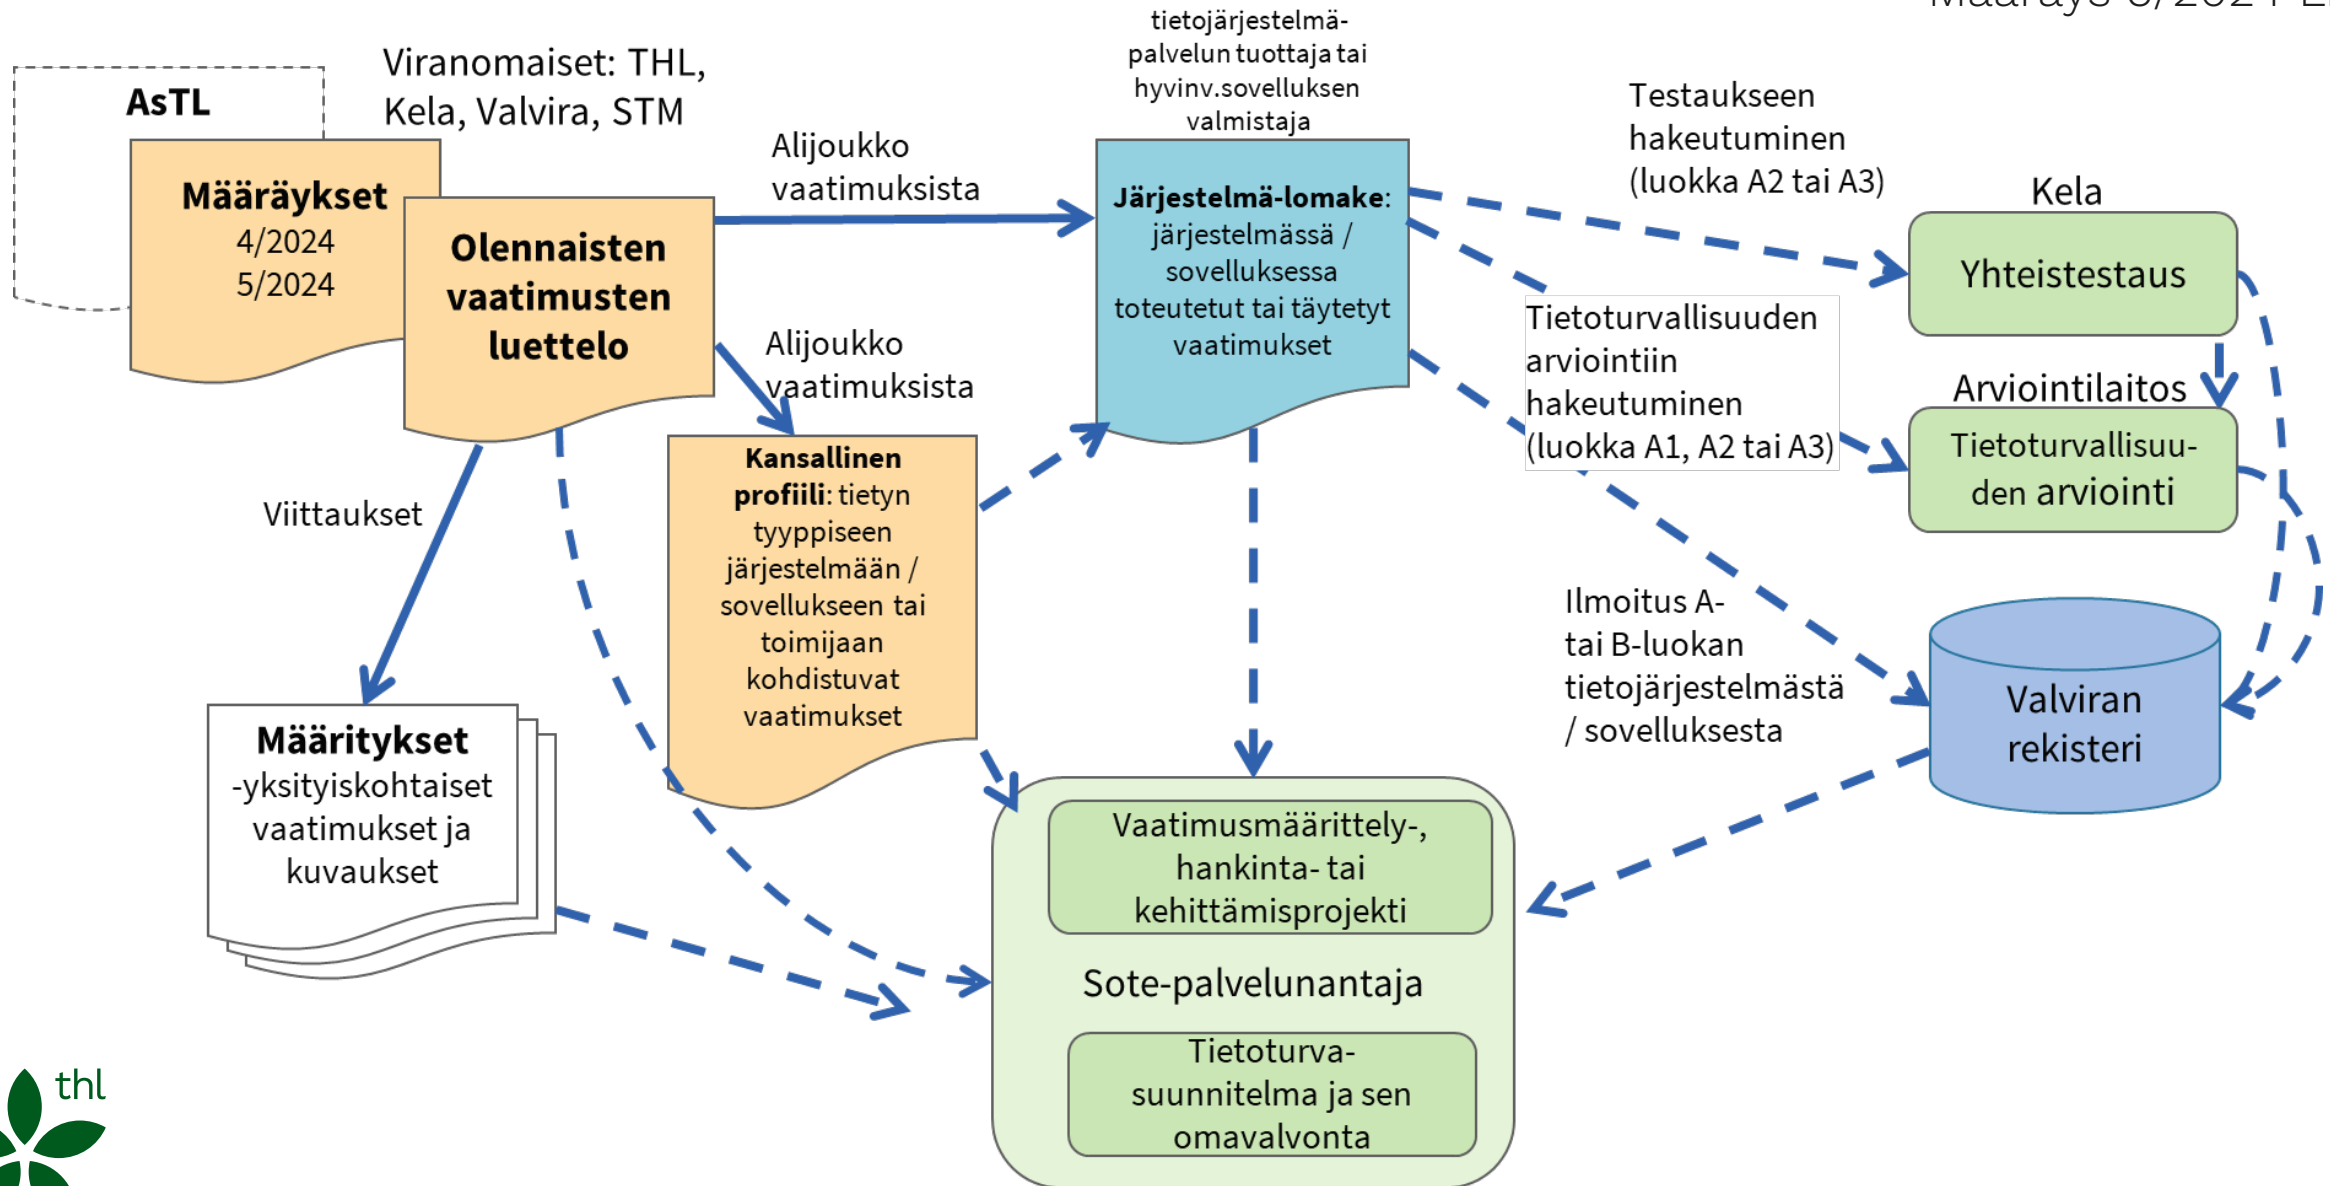 AsTL
Viranomaiset: THL,
Kela, Valvira, STM
Määräykset
4/2024
5/2024
Olennaisten
vaatimusten
luettelo
Alijoukko
vaatimuksista
Alijoukko
vaatimuksista
Viittaukset
Määritykset
-yksityiskohtaiset
vaatimukset ja
kuvaukset
Kansallinen
profiili: tietyn
tyyppiseen
järjestelmään /
sovellukseen tai
toimijaan
kohdistuvat
vaatimukset
tietojärjestelmä-
palvelun tuottaja tai
hyvinv.sovelluksen
valmistaja
Järjestelmä-lomake:
järjestelmässä /
sovelluksessa
toteutetut tai täytetyt
vaatimukset
Testaukseen
hakeutuminen
(luokka A2 tai A3)
Tietoturvallisuuden
arviointiin
hakeutuminen
(luokka A1, A2 tai A3)
Kela
Yhteistestaus
Arviointilaitos
Tietoturvallisuu-
den arviointi
Ilmoitus A-
tai B-luokan
tietojärjestelmästä
/ sovelluksesta
Valviran
rekisteri
Vaatimusmäärittely-,
hankinta- tai
kehittämisprojekti
Sote-palvelunantaja
Tietoturva-
suunnitelma ja sen
omavalvonta
thl